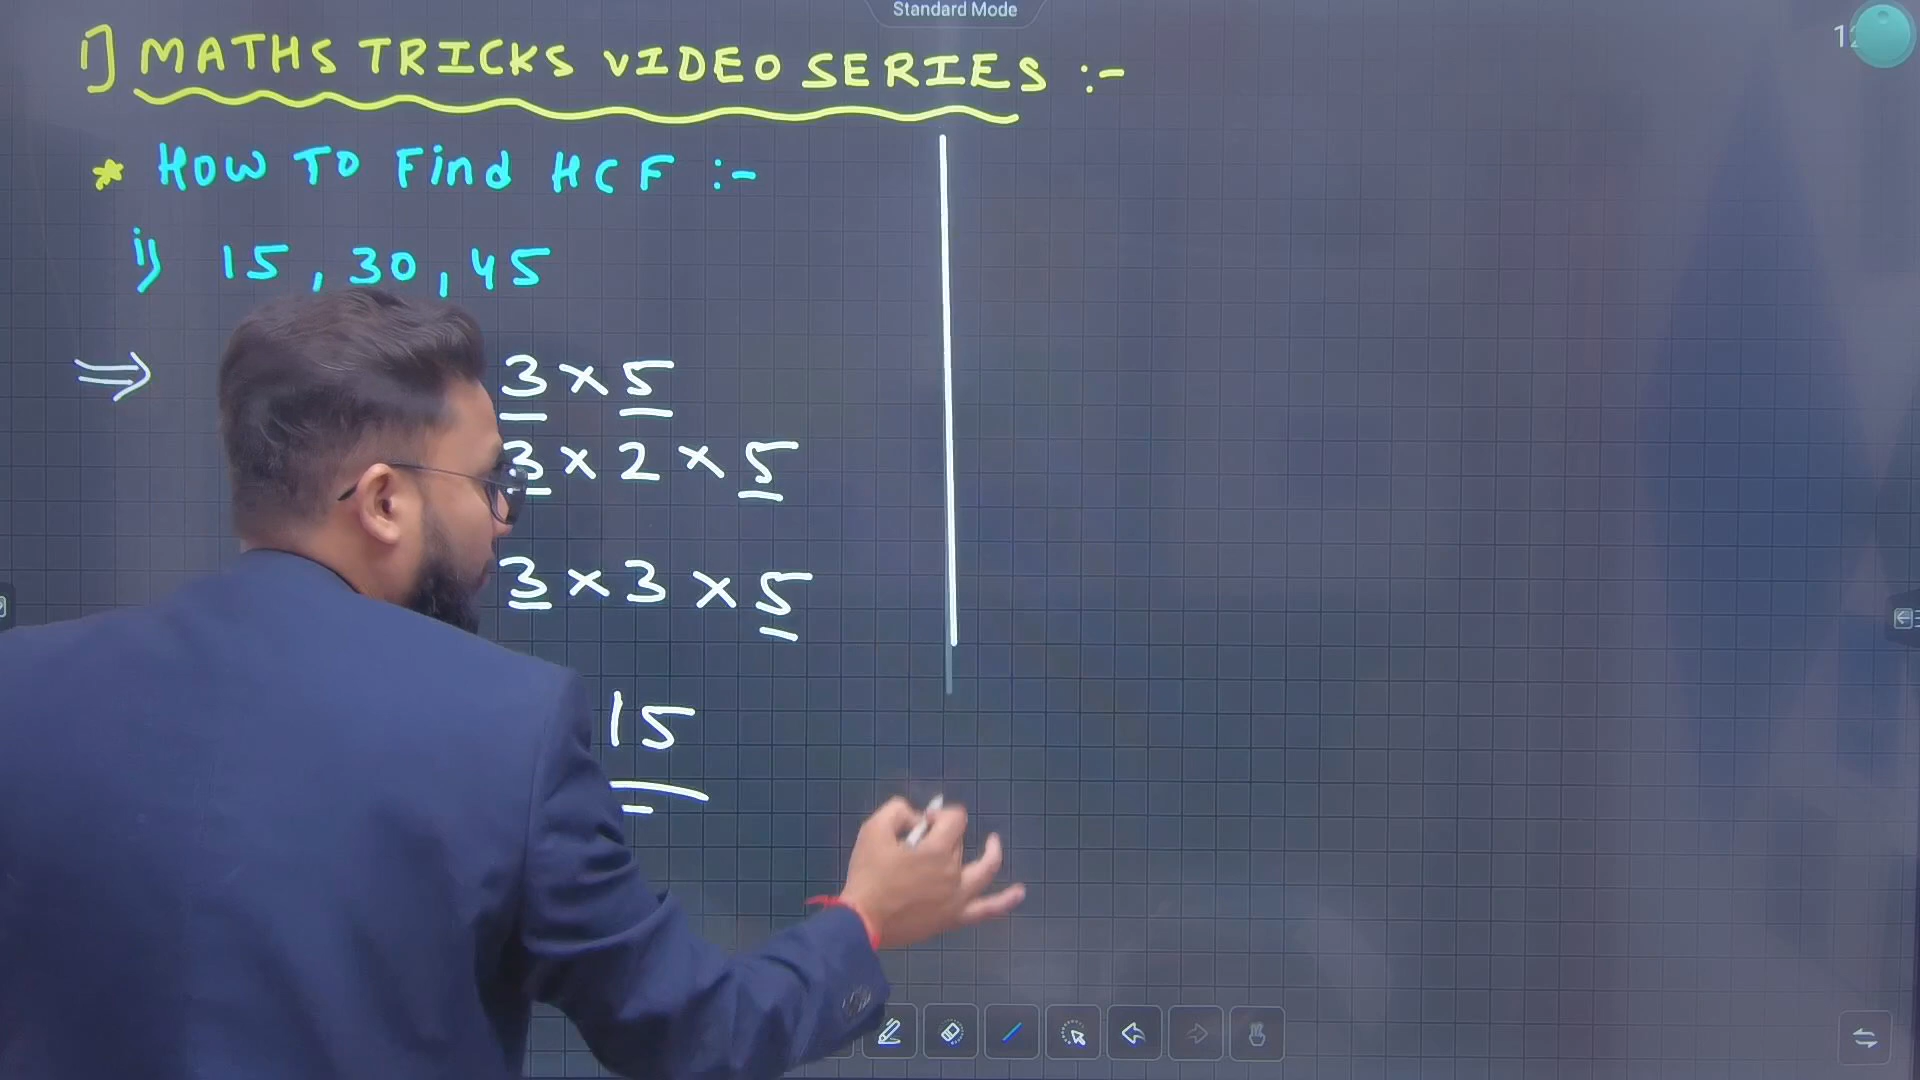 Standard Mode
1] MATHS TRICKS VIDEO SERIES :-
* HOW TO Find HCF :-
i) 15, 30, 45
⇒ 3 × 5
3 × 2 × 5
3 × 3 × 5
15